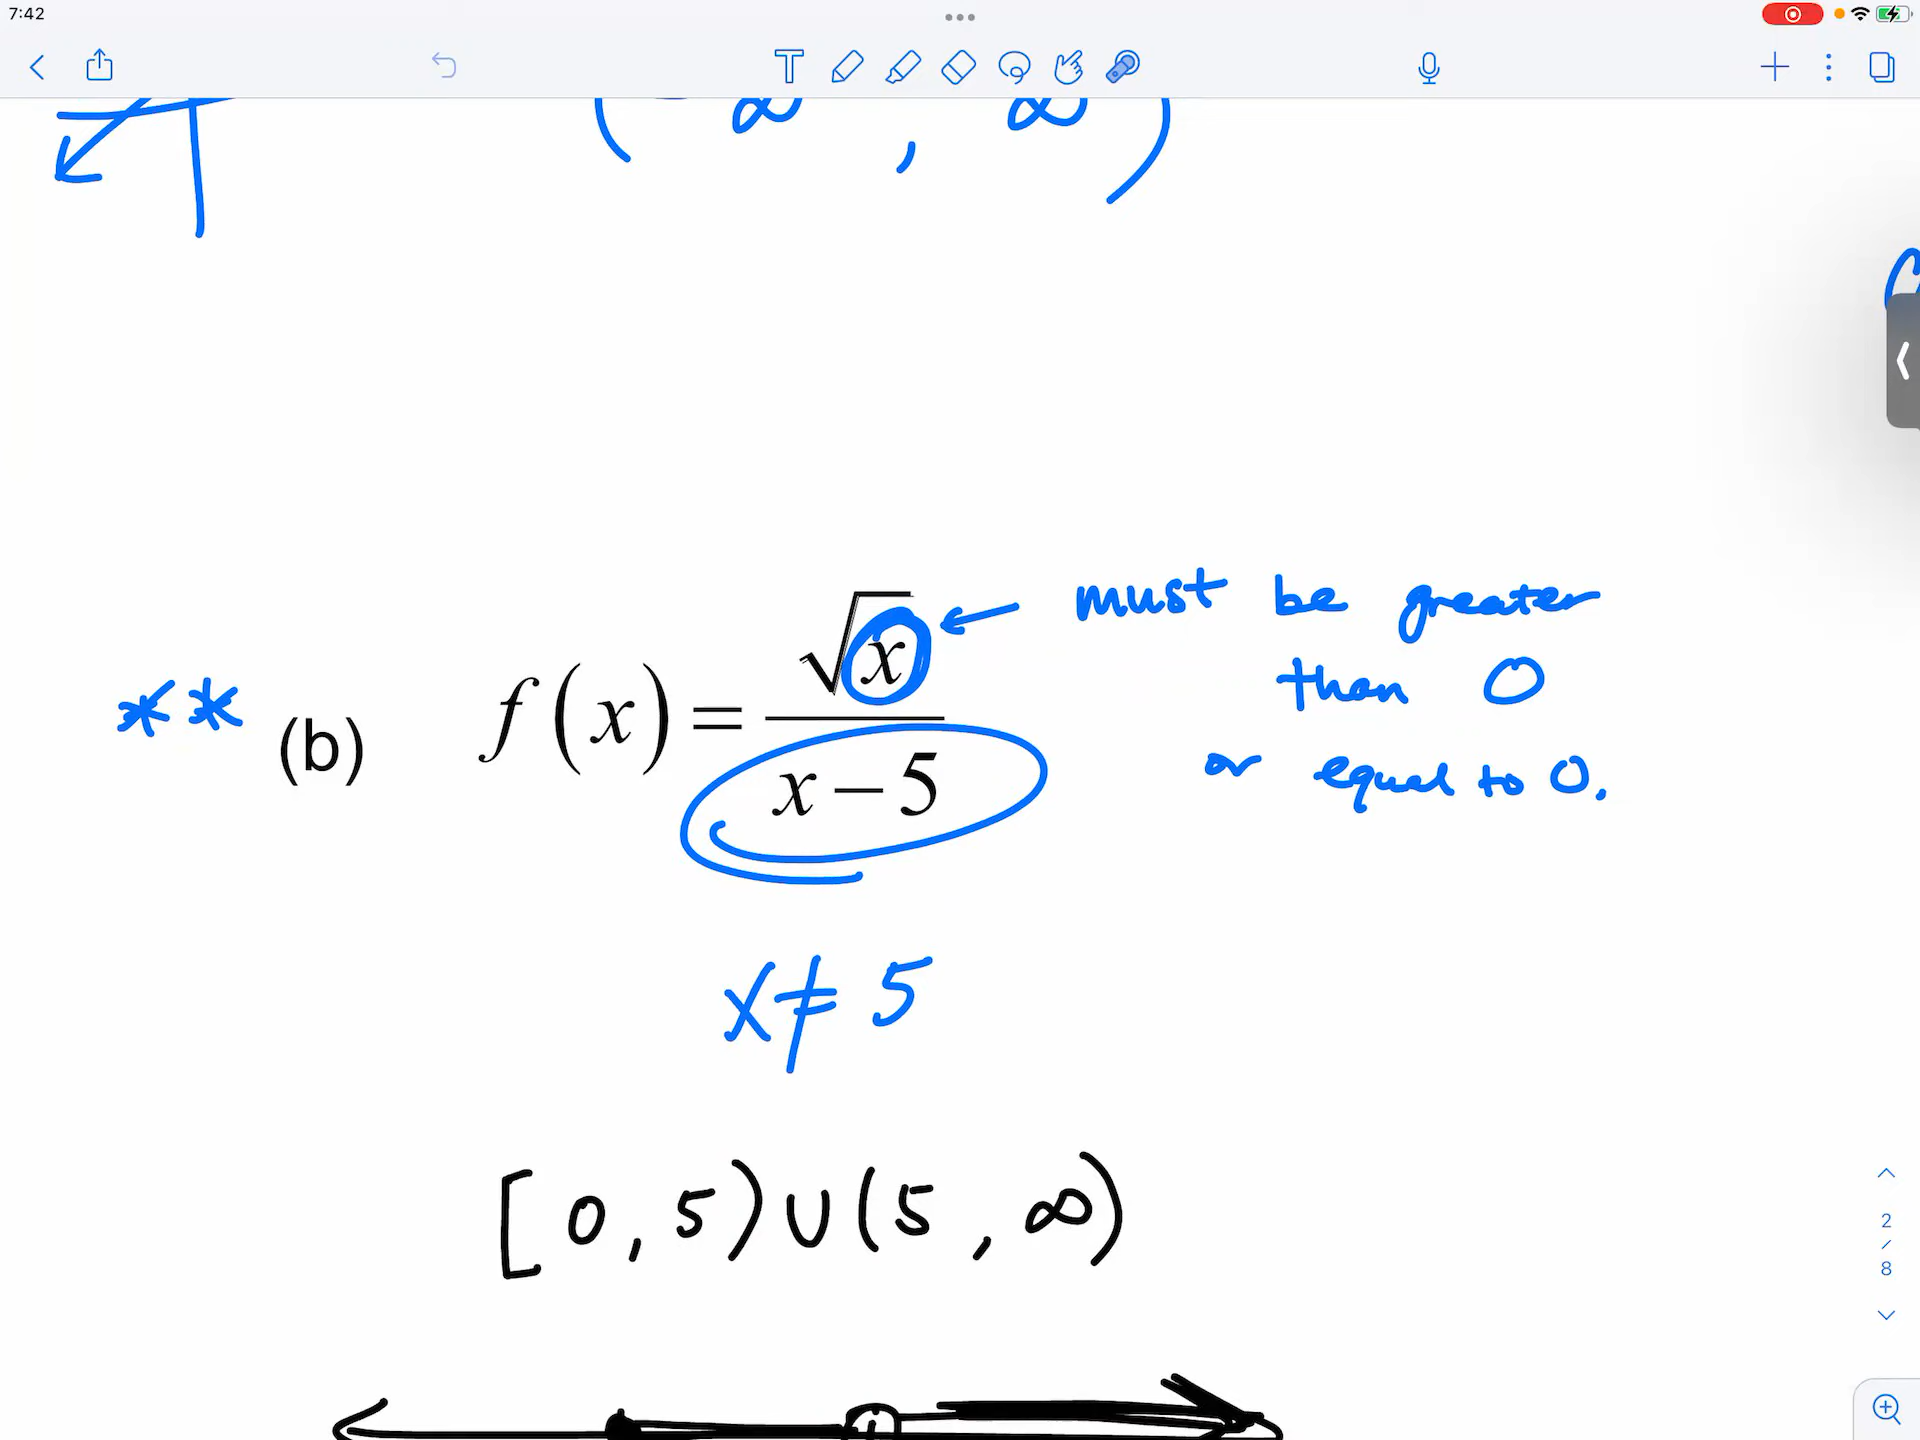 7:42
(-∞, ∞)
must be greater
than 0
or equal to 0.
** (b) f(x) = √x / x − 5
x ≠ 5
[0, 5) ∪ (5, ∞)
2
/
8